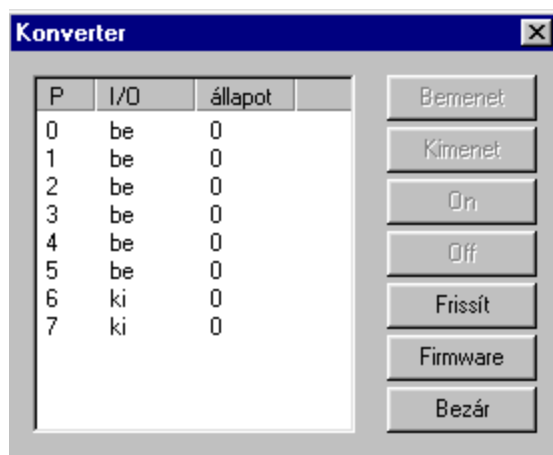 Konverter
P I/O állapot
0 be 0
1 be 0
2 be 0
3 be 0
4 be 0
5 be 0
6 ki 0
7 ki 0
Bemenet
Kimenet
On
Off
Frissít
Firmware
Bezár